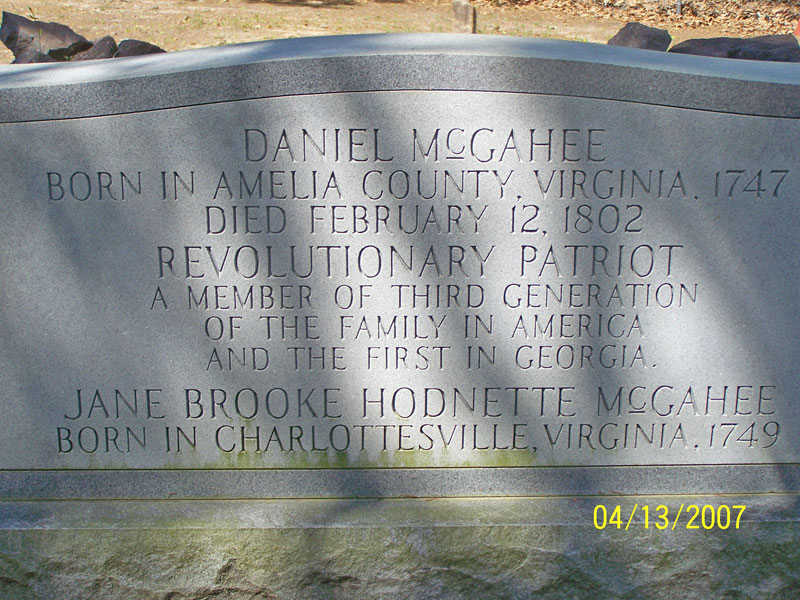 DANIEL McGAHEE
BORN IN AMELIA COUNTY, VIRGINIA, 1747
DIED FEBRUARY 12, 1802
REVOLUTIONARY PATRIOT
A MEMBER OF THIRD GENERATION
OF THE FAMILY IN AMERICA
AND THE FIRST IN GEORGIA.
JANE BROOKE HODNETTE McGAHEE
BORN IN CHARLOTTESVILLE, VIRGINIA, 1749
04/13/2007